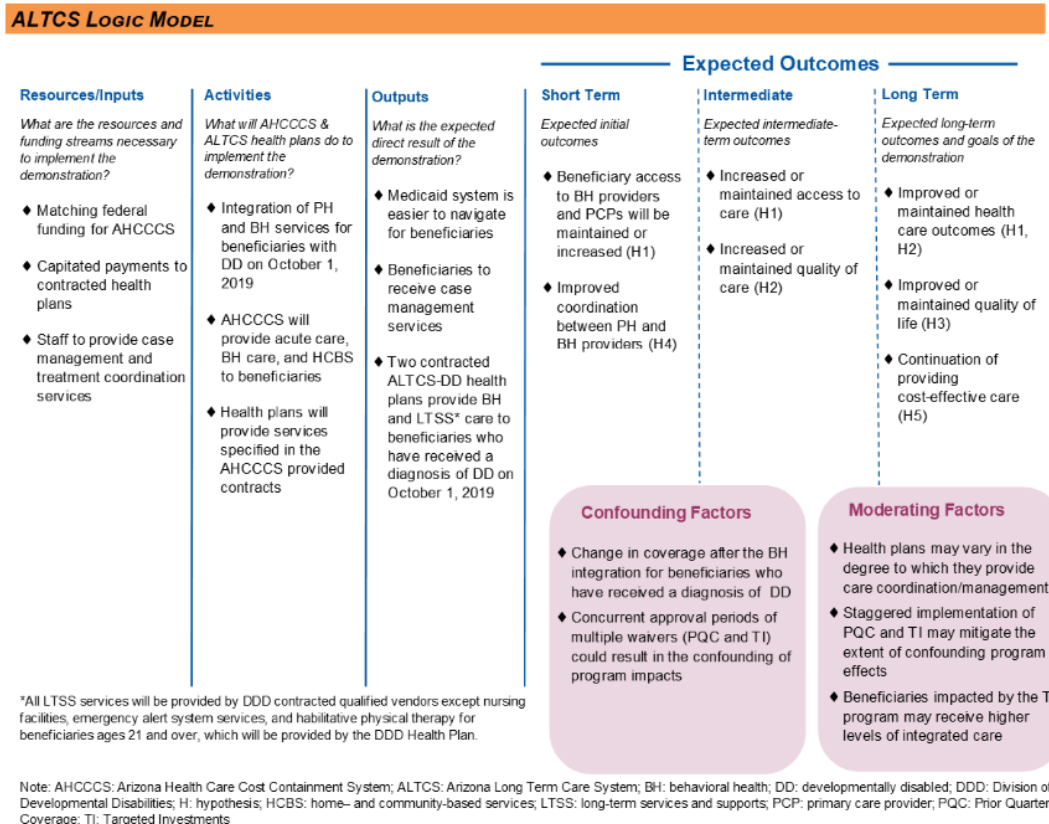 ALTCS LOGIC MODEL
Expected Outcomes
Resources/Inputs
What are the resources and
funding streams necessary
to implement the
demonstration?
♦ Matching federal
funding for AHCCCS
♦ Capitated payments to
contracted health
plans
♦ Staff to provide case
management and
treatment coordination
services
Activities
What will AHCCCS &
ALTCS health plans do to
implement the
demonstration?
♦ Integration of PH
and BH services for
beneficiaries with
DD on October 1,
2019
♦ AHCCCS will
provide acute care,
BH care, and HCBS
to beneficiaries
♦ Health plans will
provide services
specified in the
AHCCCS provided
contracts
Outputs
What is the expected
direct result of the
demonstration?
♦ Medicaid system is
easier to navigate
for beneficiaries
♦ Beneficiaries to
receive case
management
services
♦ Two contracted
ALTCS-DD health
plans provide BH
and LTSS* care to
beneficiaries who
have received a
diagnosis of DD on
October 1, 2019
Short Term
Expected initial
outcomes
♦ Beneficiary access
to BH providers
and PCPs will be
maintained or
increased (H1)
♦ Improved
coordination
between PH and
BH providers (H4)
Intermediate
Expected intermediate-
term outcomes
♦ Increased or
maintained access to
care (H1)
♦ Increased or
maintained quality of
care (H2)
Long Term
Expected long-term
outcomes and goals of the
demonstration
♦ Improved or
maintained health
care outcomes (H1,
H2)
♦ Improved or
maintained quality of
life (H3)
♦ Continuation of
providing
cost-effective care
(H5)
Confounding Factors
♦ Change in coverage after the BH
integration for beneficiaries who
have received a diagnosis of DD
♦ Concurrent approval periods of
multiple waivers (PQC and TI)
could result in the confounding of
program impacts
Moderating Factors
♦ Health plans may vary in the
degree to which they provide
care coordination/management
♦ Staggered implementation of
PQC and TI may mitigate the
extent of confounding program
effects
♦ Beneficiaries impacted by the T
program may receive higher
levels of integrated care
*All LTSS services will be provided by DDD contracted qualified vendors except nursing
facilities, emergency alert system services, and habilitative physical therapy for
beneficiaries ages 21 and over, which will be provided by the DDD Health Plan.
Note: AHCCCS: Arizona Health Care Cost Containment System; ALTCS: Arizona Long Term Care System; BH: behavioral health; DD: developmentally disabled; DDD: Division of
Developmental Disabilities; H: hypothesis; HCBS: home– and community-based services; LTSS: long-term services and supports; PCP: primary care provider; PQC: Prior Quarter
Coverage; TI: Targeted Investments